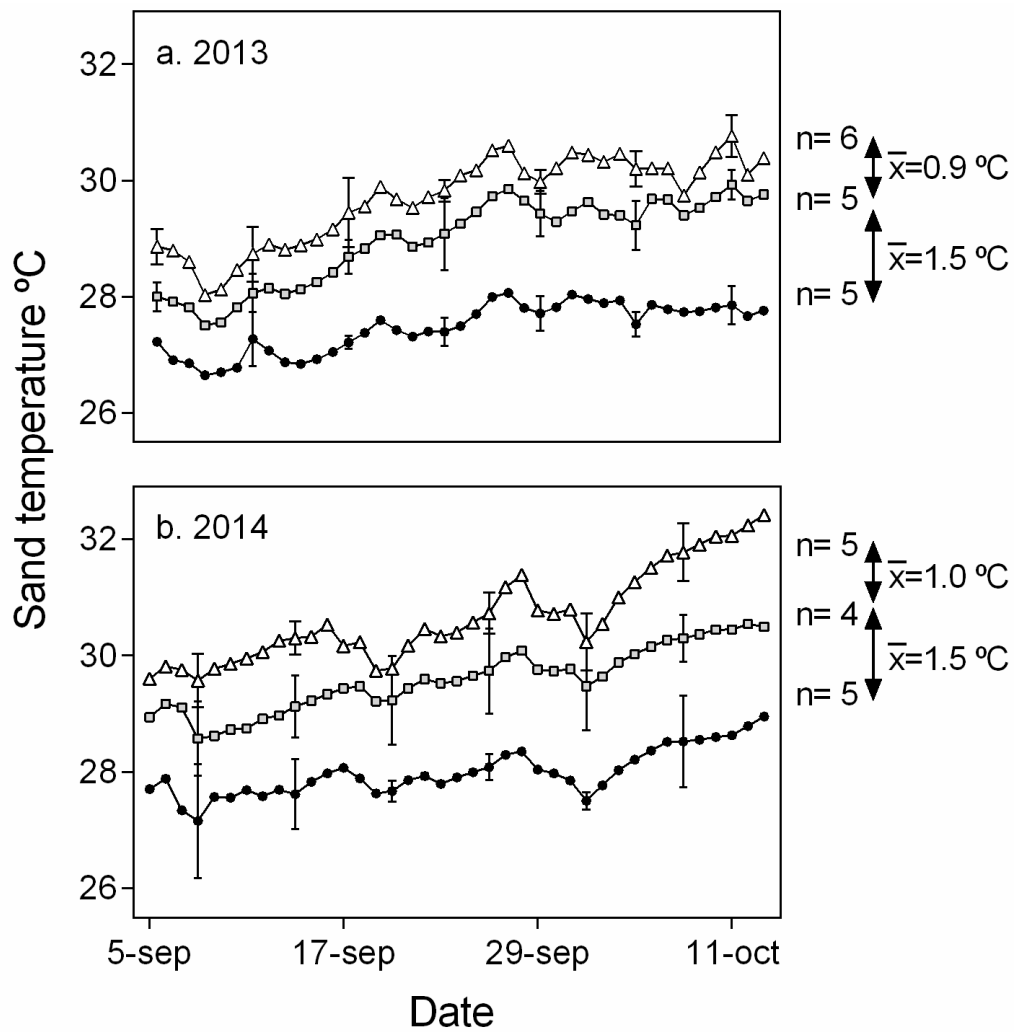 Sand temperature ºC
a. 2013
32
30
28
26
n= 6
x̅=0.9 ºC
n= 5
x̅=1.5 ºC
n= 5
b. 2014
32
30
28
26
n= 5
x̅=1.0 ºC
n= 4
x̅=1.5 ºC
n= 5
5-sep 17-sep 29-sep 11-oct
Date